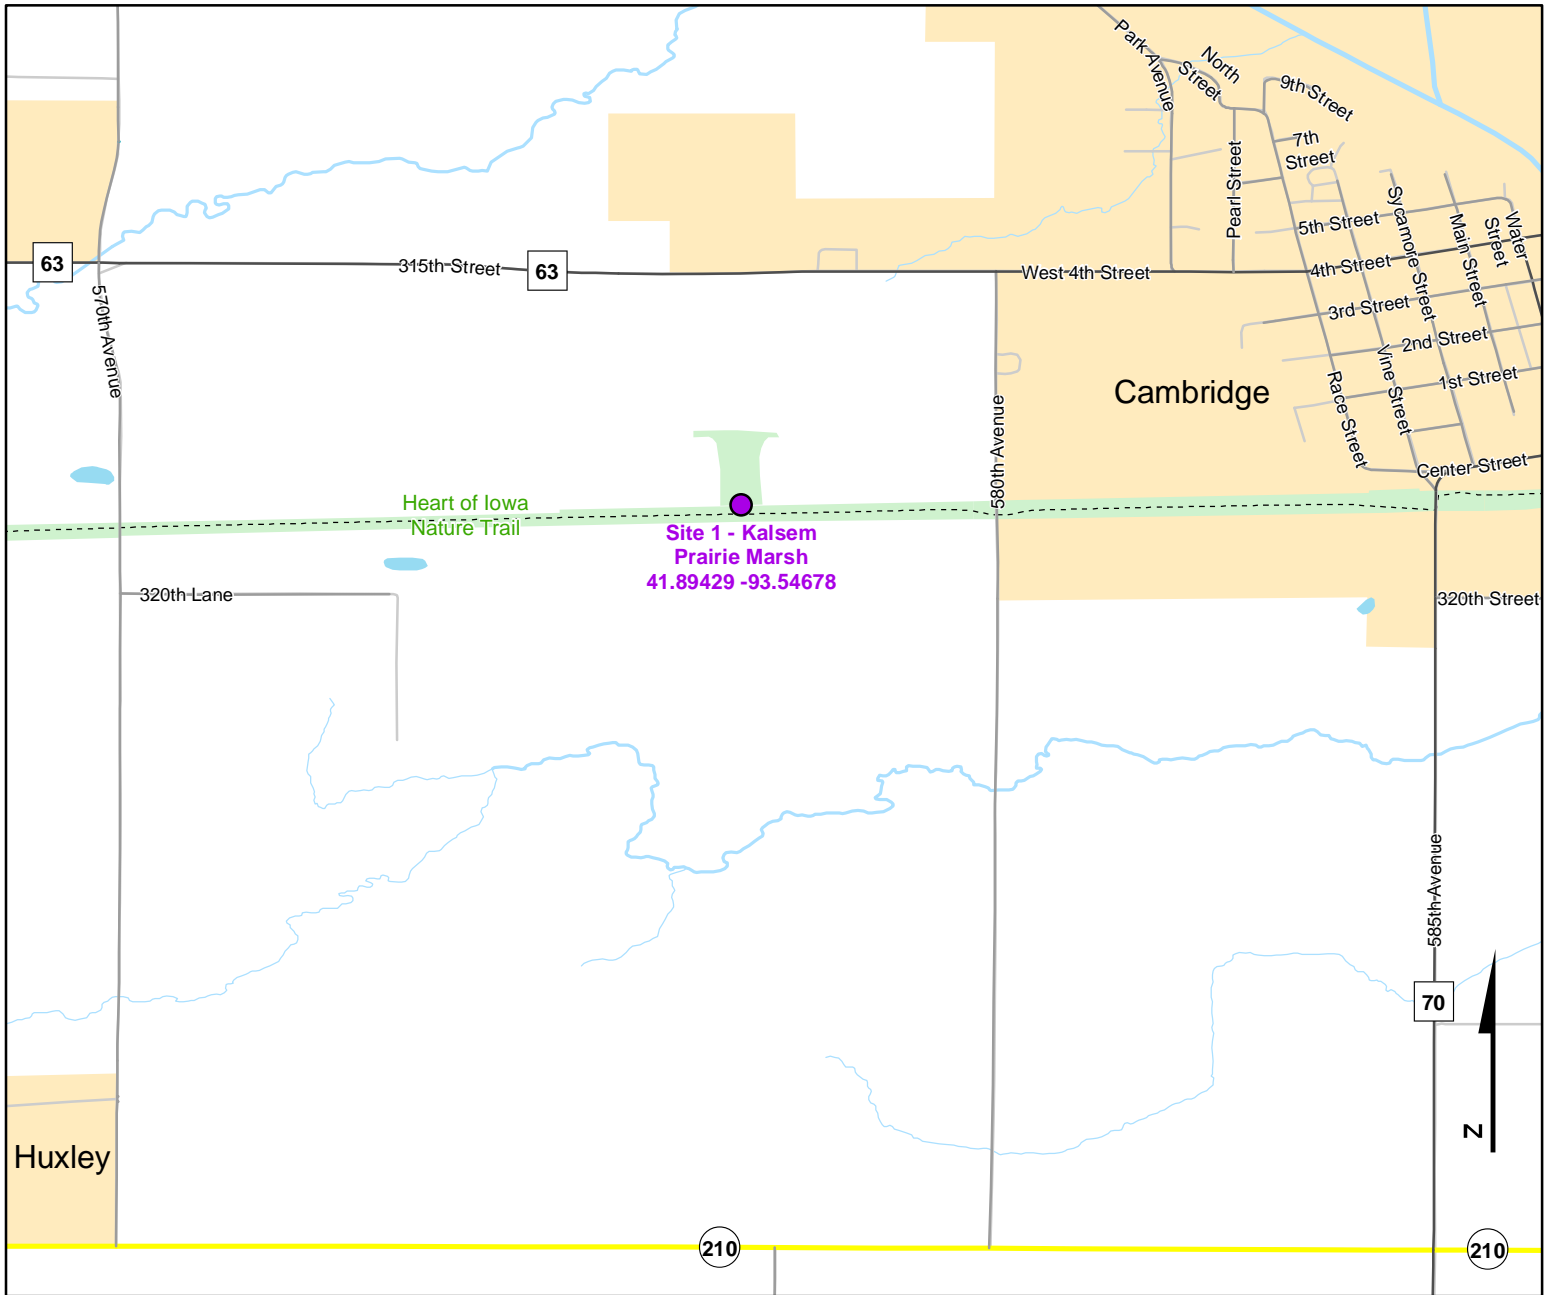 Park Avenue
North
Street
9th Street
7th
Street
Pearl Street
Sycamore Street
Main Street
Water
Street
5th Street
63
315th Street
63
West 4th Street
4th Street
570th Avenue
3rd Street
2nd Street
Vine Street
Race Street
1st Street
Cambridge
580th Avenue
Center Street
Heart of Iowa
Nature Trail
Site 1 - Kalsem
Prairie Marsh
41.89429 -93.54678
320th Lane
320th Street
585th Avenue
70
N
Huxley
210
210